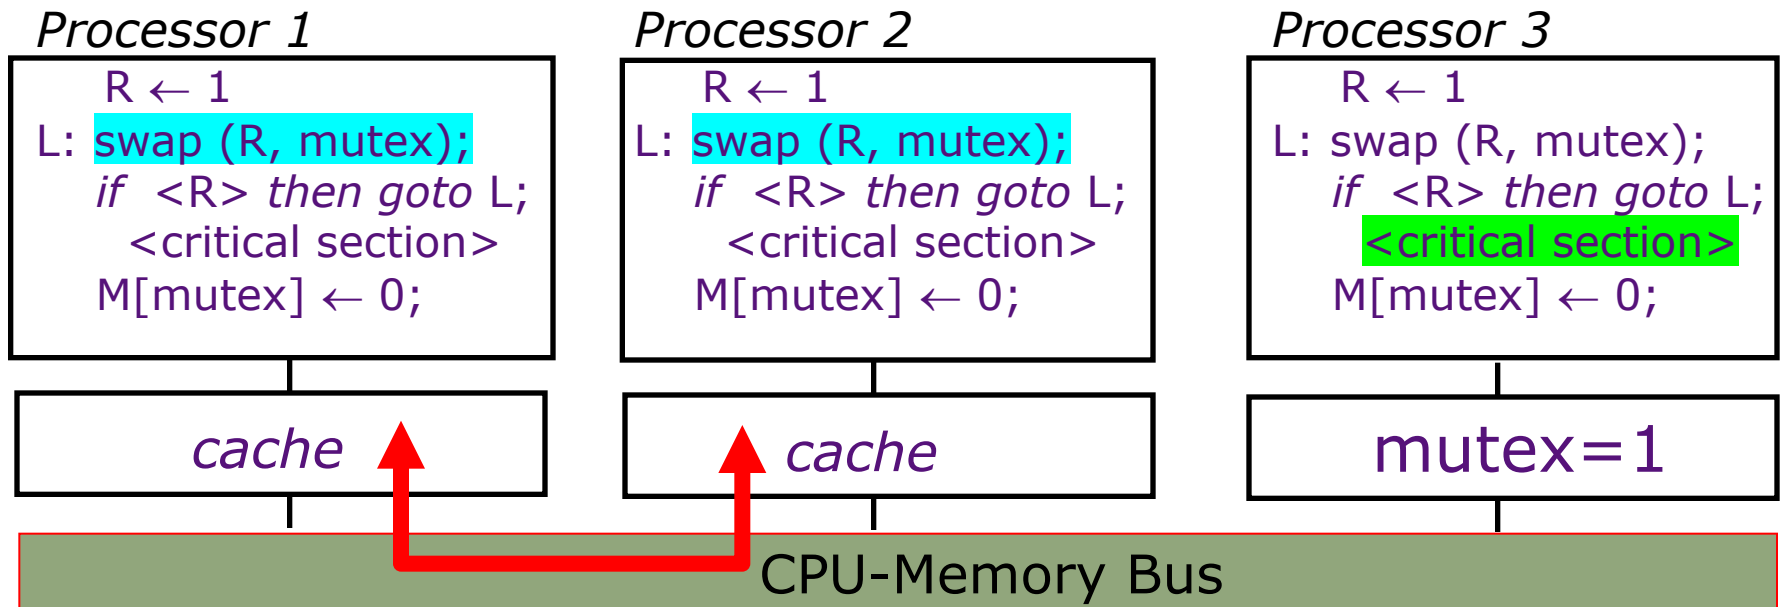 Processor 1
R ← 1
L: swap (R, mutex);
if <R> then goto L;
<critical section>
M[mutex] ← 0;
cache
Processor 2
R ← 1
L: swap (R, mutex);
if <R> then goto L;
<critical section>
M[mutex] ← 0;
cache
Processor 3
R ← 1
L: swap (R, mutex);
if <R> then goto L;
<critical section>
M[mutex] ← 0;
mutex=1
CPU-Memory Bus